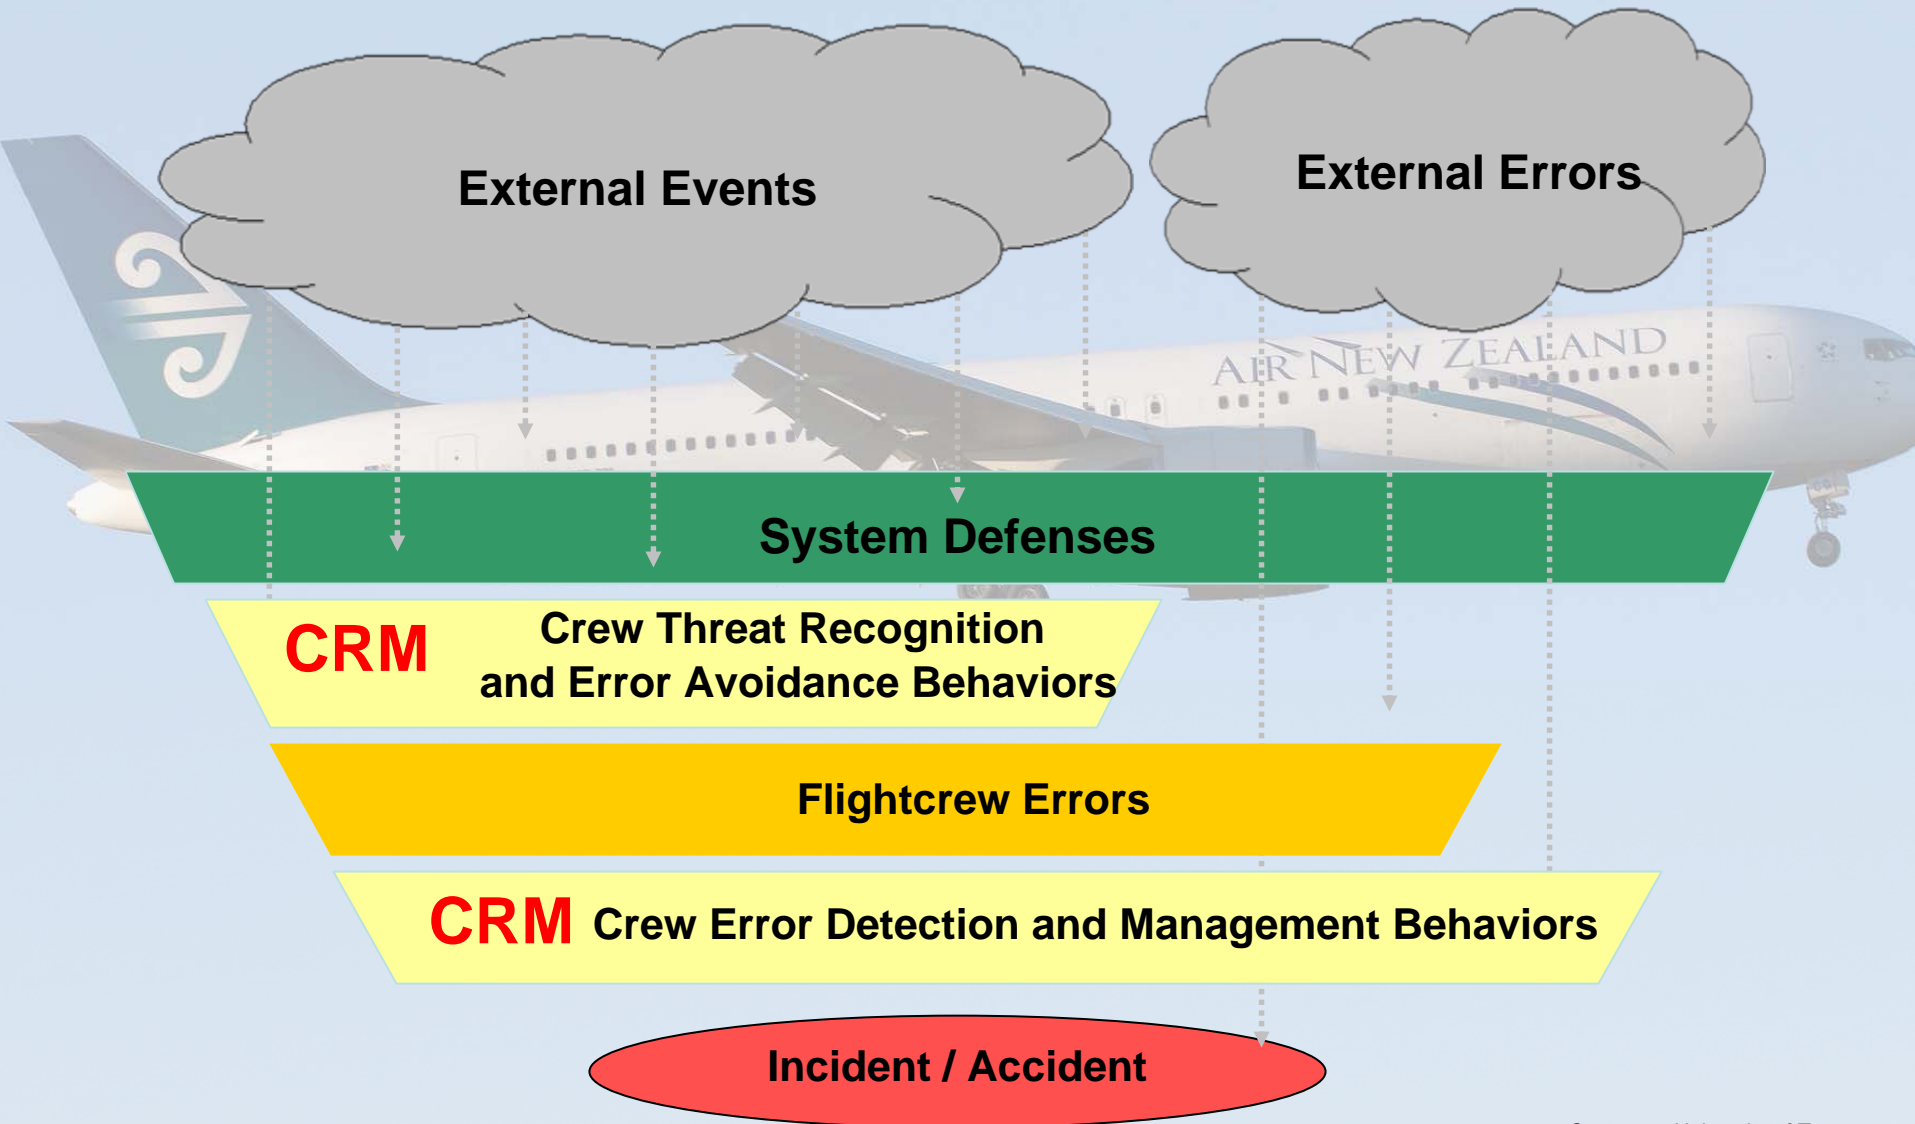 External Events
External Errors
AIR NEW ZEALAND
System Defenses
CRM
Crew Threat Recognition
and Error Avoidance Behaviors
Flightcrew Errors
CRM Crew Error Detection and Management Behaviors
Incident / Accident